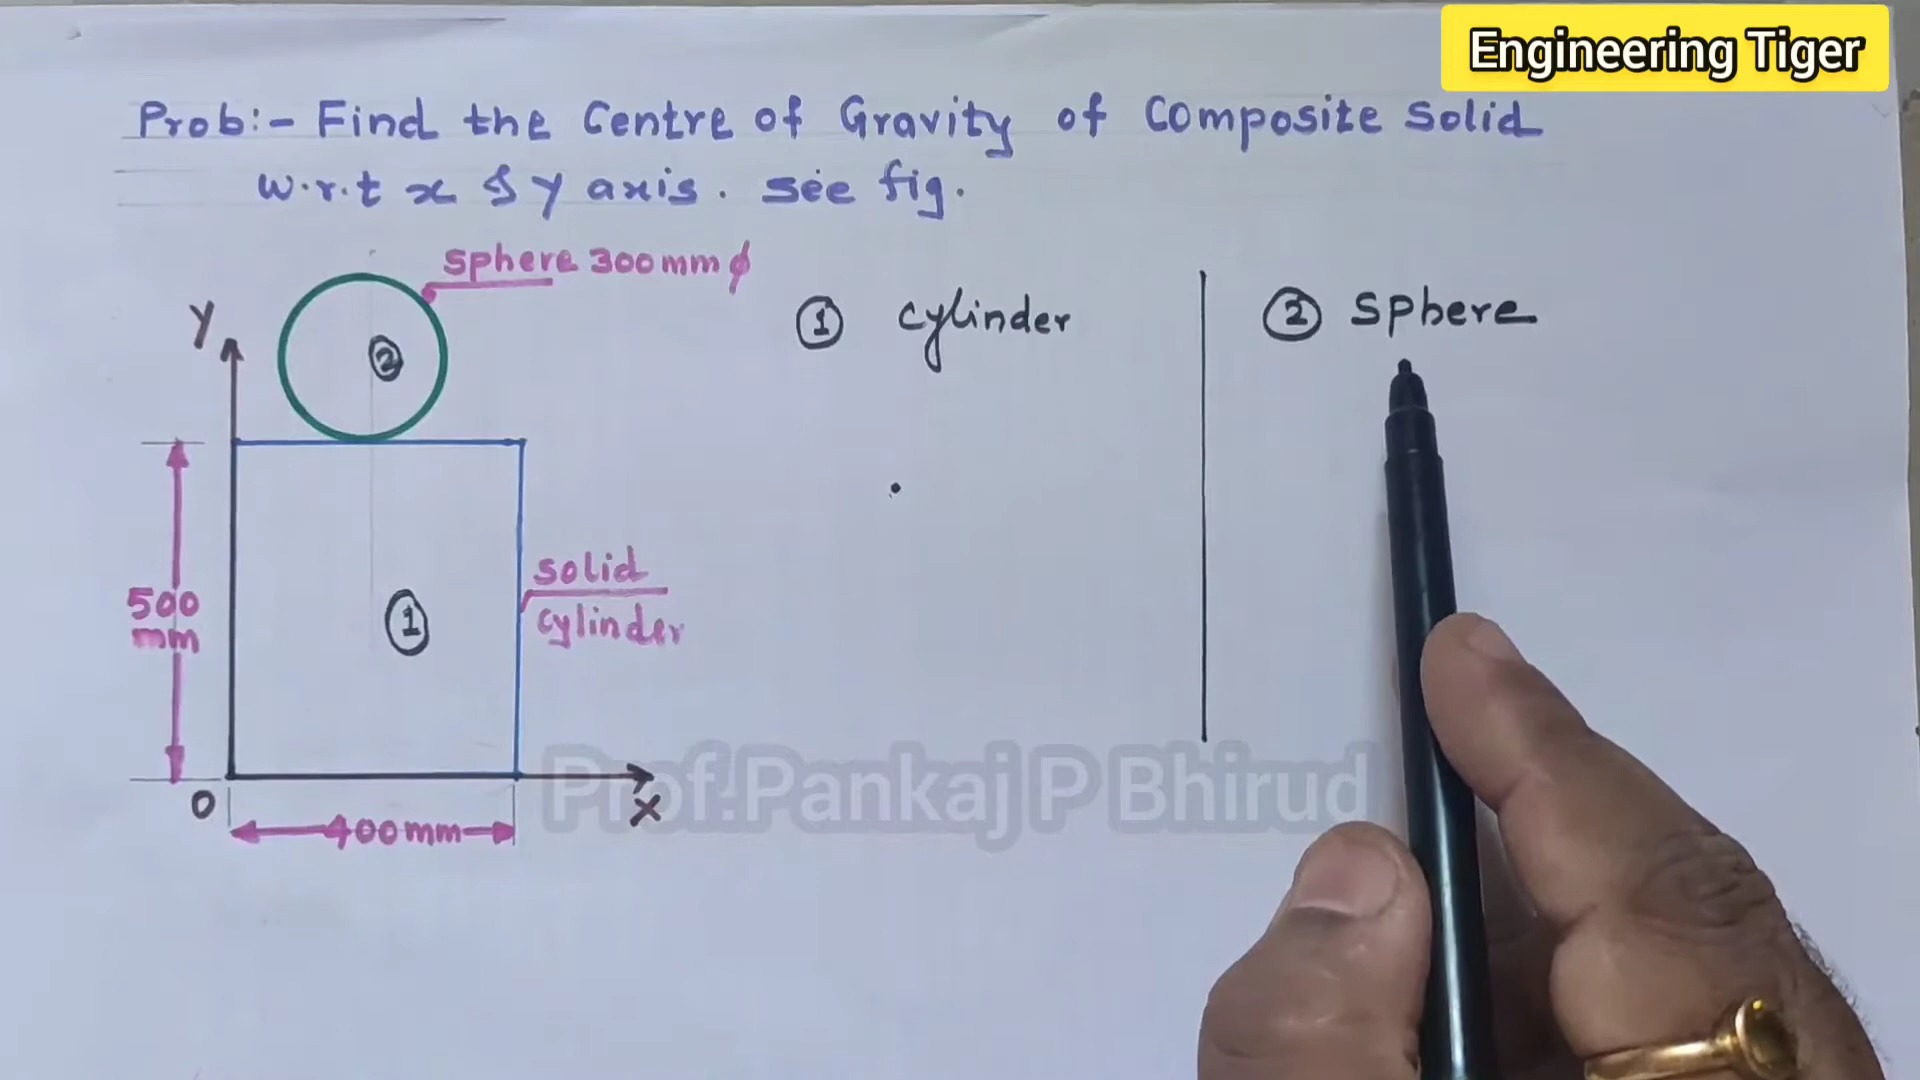 Engineering Tiger
Prob:- Find the Centre of Gravity of Composite Solid
w.r.t x & y axis. see fig.
sphere 300mm ϕ
Y
② 
① cylinder
② Sphere
500
mm
solid
cylinder
①
O
X
400mm
Prof.Pankaj P Bhirud